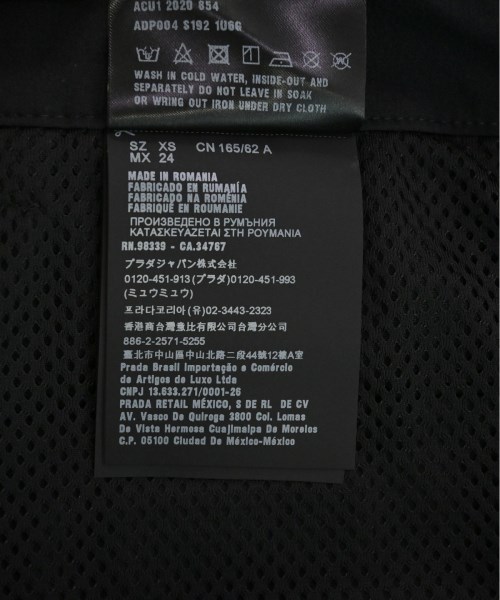 ACU1 2020 854
ADP004 S192 1U6G
WASH IN COLD WATER, INSIDE-OUT AND
SEPARATELY DO NOT LEAVE IN SOAK
OR WRING OUT IRON UNDER DRY CLOTH
SZ XS CN 165/62 A
MX 24
MADE IN ROMANIA
FABRICADO EN RUMANÍA
FABRICADO NA ROMÉNIA
FABRIQUÉ EN ROUMANIE
ПРОИЗВЕДЕНО В РУМЪНИЯ
ΚΑΤΑΣΚΕΥΑΖΕΤΑΙ ΣΤΗ ΡΟΥΜΑΝΙΑ
RN.98339 - CA.34767
プラダジャパン株式会社
0120-451-913(プラダ)0120-451-993
(ミュウミュウ)
프라다코리아(유)02-3443-2323
香港商台灣普比有限公司台灣分公司
886-2-2571-5255
臺北市中山區中山北路二段44號12樓A室
Prada Brasil Importação e Comércio
de Artigos de Luxo Ltda
CNPJ 13.633.271/0001-26
PRADA RETAIL MÉXICO, S DE RL DE CV
AV. Vasco De Quiroga 3800 Col. Lomas
De Vista Hermosa Cuajimalpa De Morelos
C.P. 05100 Ciudad De México-México